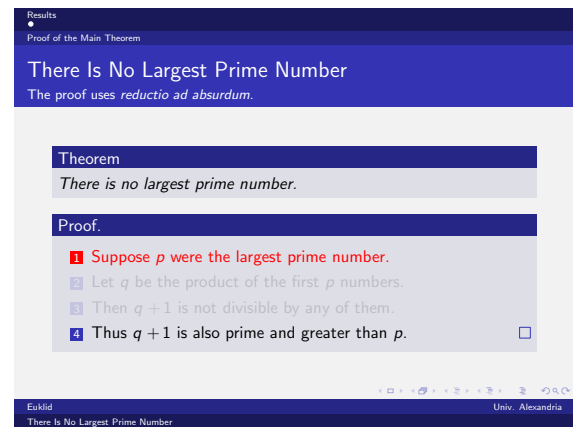 Results
Proof of the Main Theorem
There Is No Largest Prime Number
The proof uses reductio ad absurdum.
Theorem
There is no largest prime number.
Proof.
1 Suppose p were the largest prime number.
2 Let q be the product of the first p numbers.
3 Then q + 1 is not divisible by any of them.
4 Thus q + 1 is also prime and greater than p.
Euklid Univ. Alexandria
There Is No Largest Prime Number